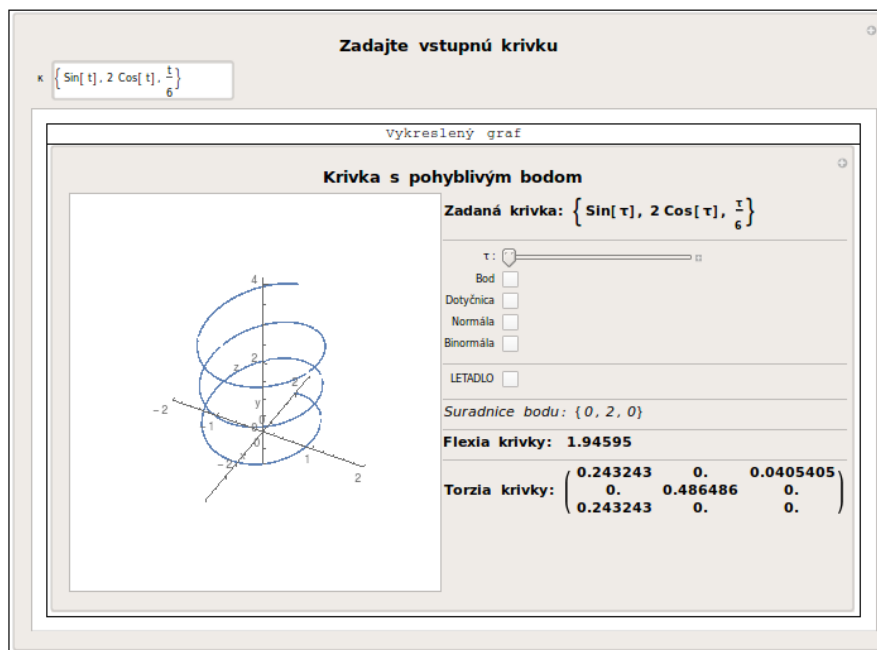 Zadajte vstupnú krivku
κ { Sin[ t] , 2 Cos[ t] , t/6 }
Vykreslený graf
Krivka s pohyblivým bodom
Zadaná krivka: { Sin[ τ] , 2 Cos[ τ] , τ/6 }
τ :
Bod
Dotyčnica
Normála
Binormála
LETADLO
Suradnice bodu: {0, 2, 0}
Flexia krivky: 1.94595
Torzia krivky:
0.243243 0. 0.0405405
0. 0.486486 0.
0.243243 0. 0.
4
2
z
2
-2
y
1
0
-2
x
1
2